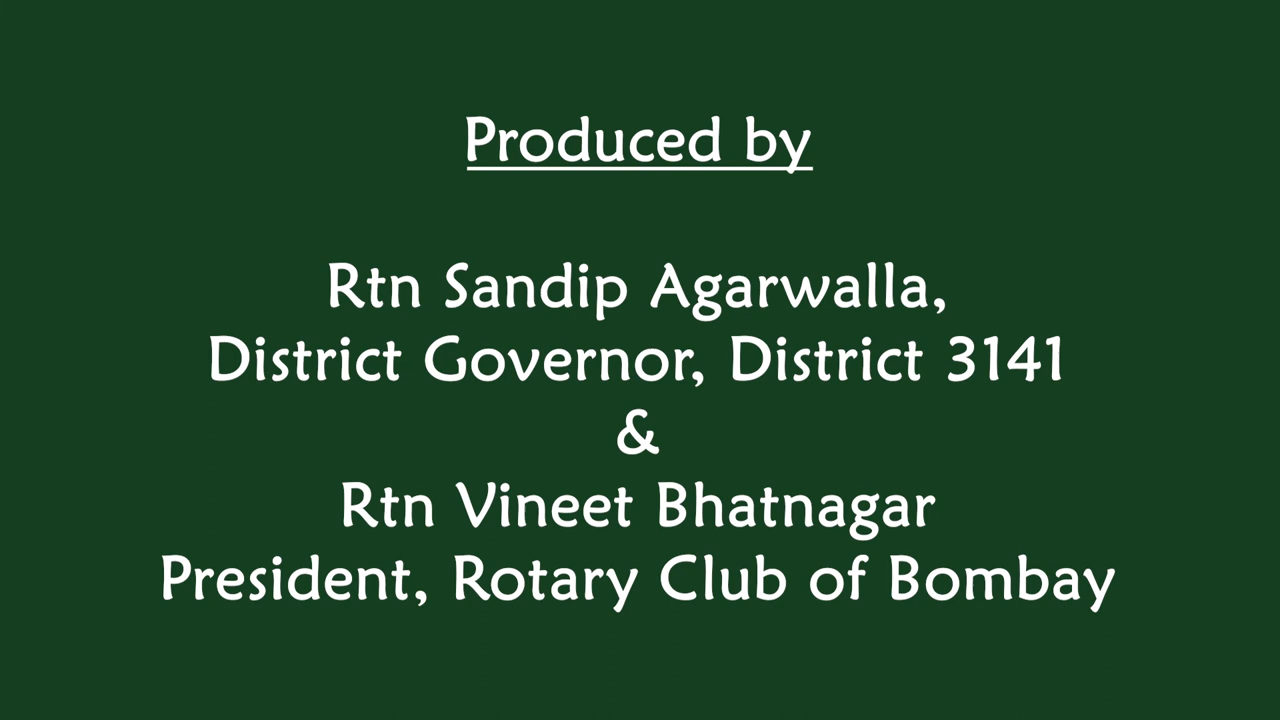 Produced by
Rtn Sandip Agarwalla,
District Governor, District 3141
&
Rtn Vineet Bhatnagar
President, Rotary Club of Bombay